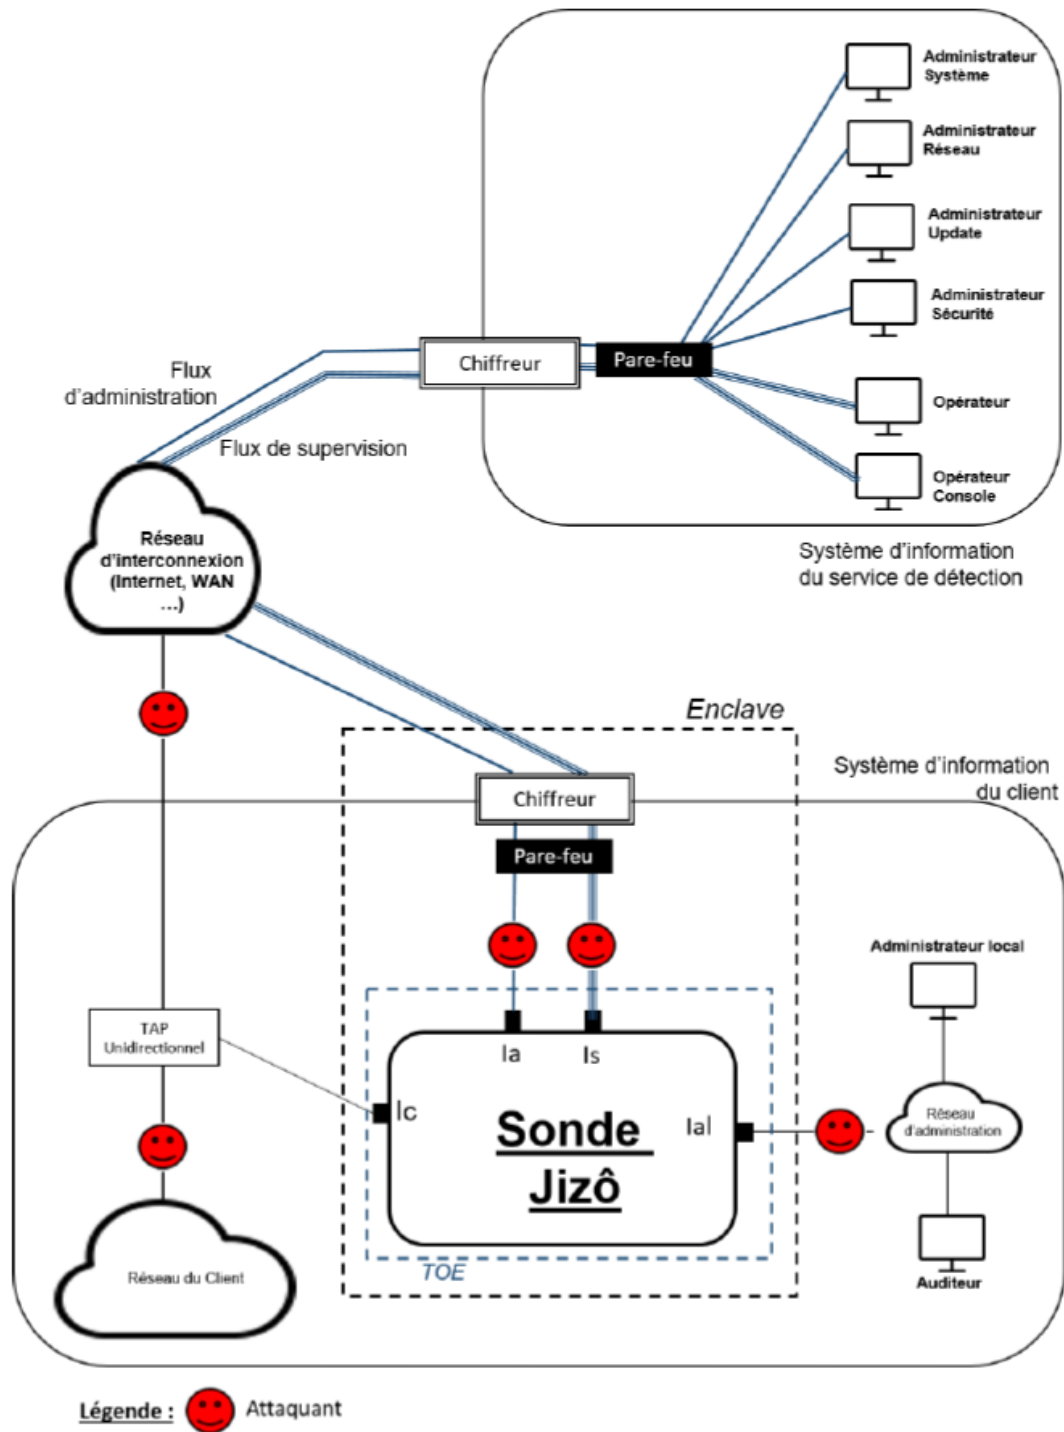 Administrateur
Système
Administrateur
Réseau
Administrateur
Update
Administrateur
Sécurité
Chiffreur
Pare-feu
Flux
d'administration
Opérateur
Flux de supervision
Opérateur
Console
Réseau
d'interconnexion
(Internet, WAN
...)
Système d'information
du service de détection
Enclave
Système d'information
du client
Chiffreur
Pare-feu
Administrateur local
TAP
Unidirectionnel
Ia
Is
Ic
Ial
Sonde
Jizô
Réseau
d'administration
TOE
Réseau du Client
Auditeur
Légende :
Attaquant